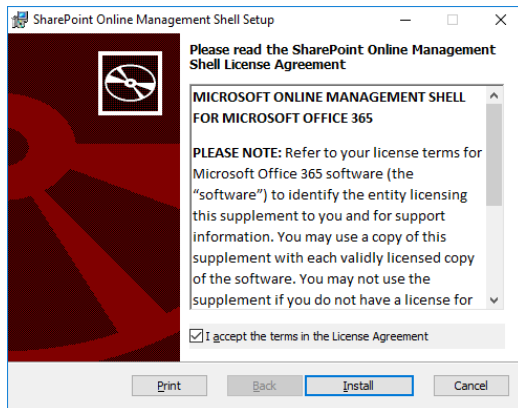 SharePoint Online Management Shell Setup
Please read the SharePoint Online Management
Shell License Agreement
MICROSOFT ONLINE MANAGEMENT SHELL
FOR MICROSOFT OFFICE 365
PLEASE NOTE: Refer to your license terms for
Microsoft Office 365 software (the
“software”) to identify the entity licensing
this supplement to you and for support
information. You may use a copy of this
supplement with each validly licensed copy
of the software. You may not use the
supplement if you do not have a license for
I accept the terms in the License Agreement
Print Back Install Cancel